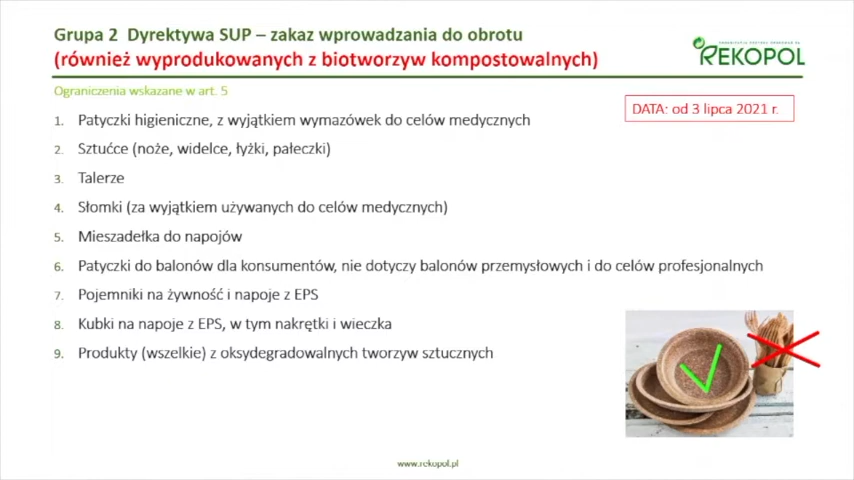 Grupa 2 Dyrektywa SUP – zakaz wprowadzania do obrotu
(również wyprodukowanych z biotworzyw kompostowalnych)
REKOPOL
Ograniczenia wskazane w art. 5
DATA: od 3 lipca 2021 r.
1. Patyczki higieniczne, z wyjątkiem wymazówek do celów medycznych
2. Sztućce (noże, widelce, łyżki, pałeczki)
3. Talerze
4. Słomki (za wyjątkiem używanych do celów medycznych)
5. Mieszadełka do napojów
6. Patyczki do balonów dla konsumentów, nie dotyczy balonów przemysłowych i do celów profesjonalnych
7. Pojemniki na żywność i napoje z EPS
8. Kubki na napoje z EPS, w tym nakrętki i wieczka
9. Produkty (wszelkie) z oksydegradowalnych tworzyw sztucznych
www.rekopol.pl